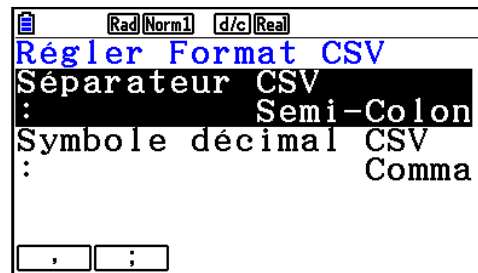 Rad Norm1 d/c Real
Régler Format CSV
Séparateur CSV
: Semi-Colon
Symbole décimal CSV
: Comma
, ;